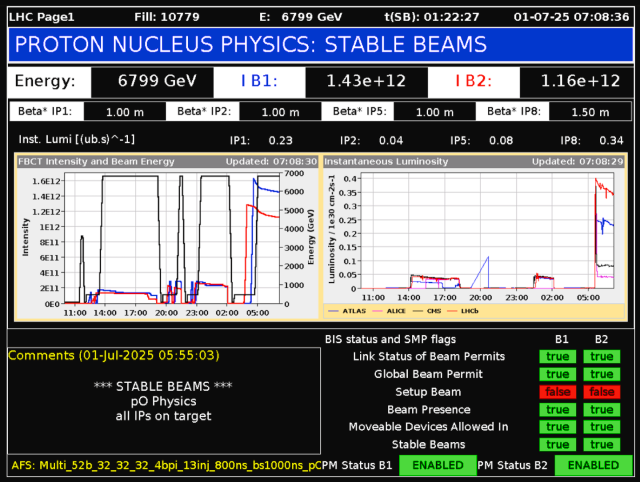 LHC Page1 Fill: 10779 E: 6799 GeV t(SB): 01:22:27 01-07-25 07:08:36
PROTON NUCLEUS PHYSICS: STABLE BEAMS
Energy: 6799 GeV I B1: 1.43e+12 I B2: 1.16e+12
Beta* IP1: 1.00 m Beta* IP2: 1.00 m Beta* IP5: 1.00 m Beta* IP8: 1.50 m
Inst. Lumi [(ub.s)^-1] IP1: 0.23 IP2: 0.04 IP5: 0.08 IP8: 0.34
FBCT Intensity and Beam Energy Updated: 07:08:30
Intensity
1.6E12
1.4E12
1.2E12
1E12
8E11
6E11
4E11
2E11
0E0
7000
6000
5000
4000
3000
2000
1000
0
Energy (GeV)
11:00 14:00 17:00 20:00 23:00 02:00 05:00
Instantaneous Luminosity Updated: 07:08:29
Luminosity / 1e30 cm-2s-1
0.4
0.35
0.3
0.25
0.2
0.15
0.1
0.05
0
11:00 14:00 17:00 20:00 23:00 02:00 05:00
ATLAS ALICE CMS LHCb
Comments (01-Jul-2025 05:55:03)
*** STABLE BEAMS ***
pO Physics
all IPs on target
BIS status and SMP flags B1 B2
Link Status of Beam Permits true true
Global Beam Permit true true
Setup Beam false false
Beam Presence true true
Moveable Devices Allowed In true true
Stable Beams true true
AFS: Multi_52b_32_32_32_4bpi_13inj_800ns_bs1000ns_pC PM Status B1 ENABLED PM Status B2 ENABLED